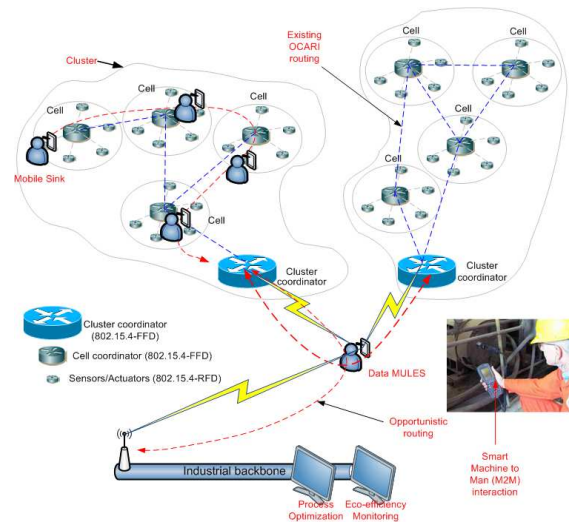 Cluster
Cell
Cell
Cell
Cell
Mobile Sink
Existing
OCARI
routing
Cell
Cell
Cell
Cell
Cluster
coordinator
Cluster
coordinator
Cluster coordinator
(802.15.4-FFD)
Cell coordinator (802.15.4-FFD)
Sensors/Actuators (802.15.4-RFD)
Data MULES
Opportunistic
routing
Industrial backbone
Process
Optimization
Eco-efficiency
Monitoring
Smart
Machine to
Man (M2M)
interaction